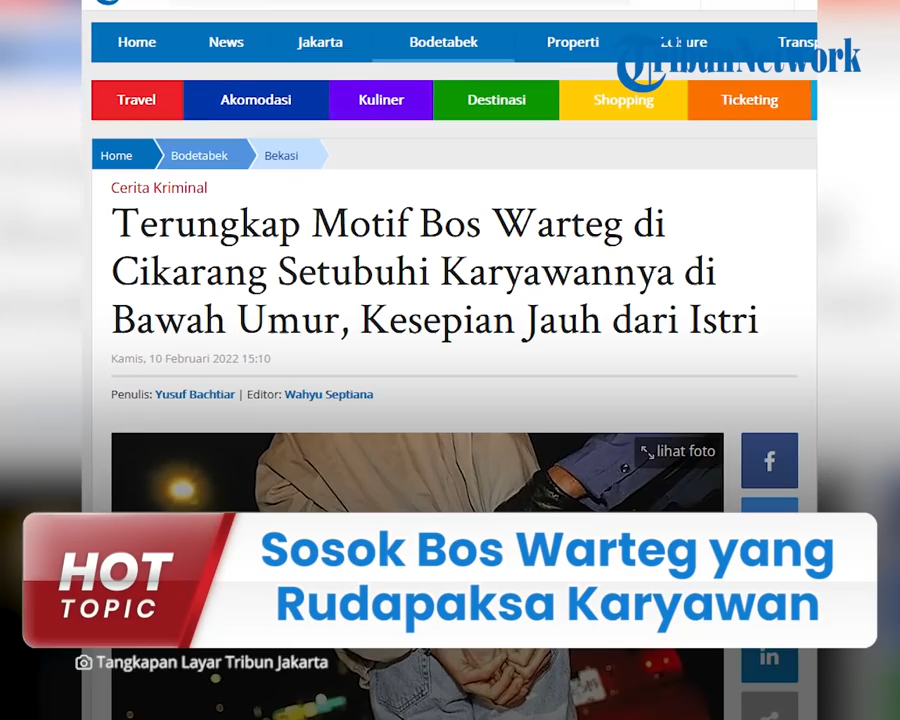 Home News Jakarta Bodetabek Properti Leisure Transp
TribunNetwork
Travel Akomodasi Kuliner Destinasi Shopping Ticketing
Home Bodetabek Bekasi
Cerita Kriminal
Terungkap Motif Bos Warteg di
Cikarang Setubuhi Karyawannya di
Bawah Umur, Kesepian Jauh dari Istri
Kamis, 10 Februari 2022 15:10
Penulis: Yusuf Bachtiar | Editor: Wahyu Septiana
lihat foto
f
HOT
TOPIC
Sosok Bos Warteg yang
Rudapaksa Karyawan
in
Tangkapan Layar Tribun Jakarta